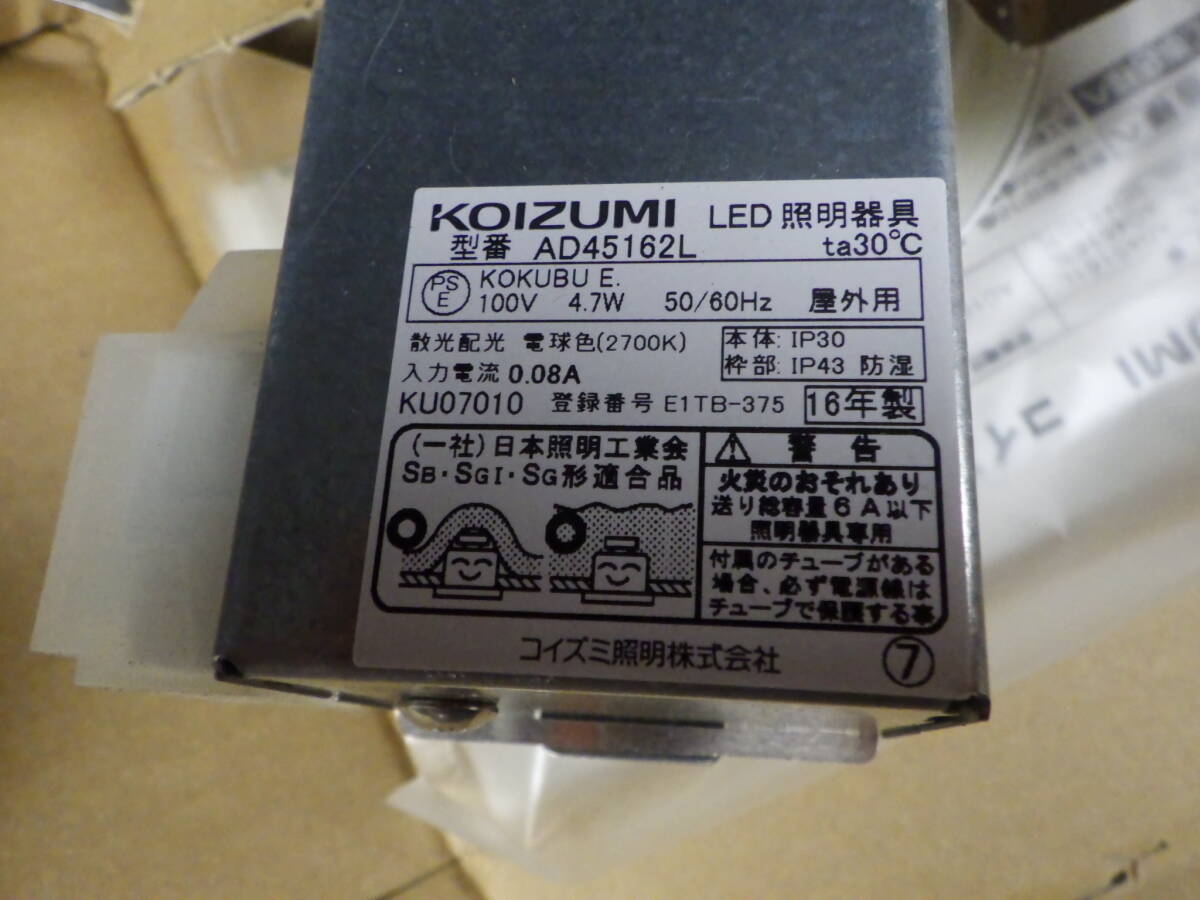 KOIZUMI LED 照明器具
型番 AD45162L ta30℃
PSE KOKUBU E.
100V 4.7W 50/60Hz 屋外用
散光配光 電球色(2700K) 本体: IP30
枠部: IP43 防湿
入力電流 0.08A
KU07010 登録番号 E1TB-375 16年製
(一社)日本照明工業会
SB・SGI・SG形適合品
警告
火災のおそれあり
送り総容量6A以下
照明器具専用
付属のチューブがある
場合、必ず電源線は
チューブで保護する事
コイズミ照明株式会社 ⑦